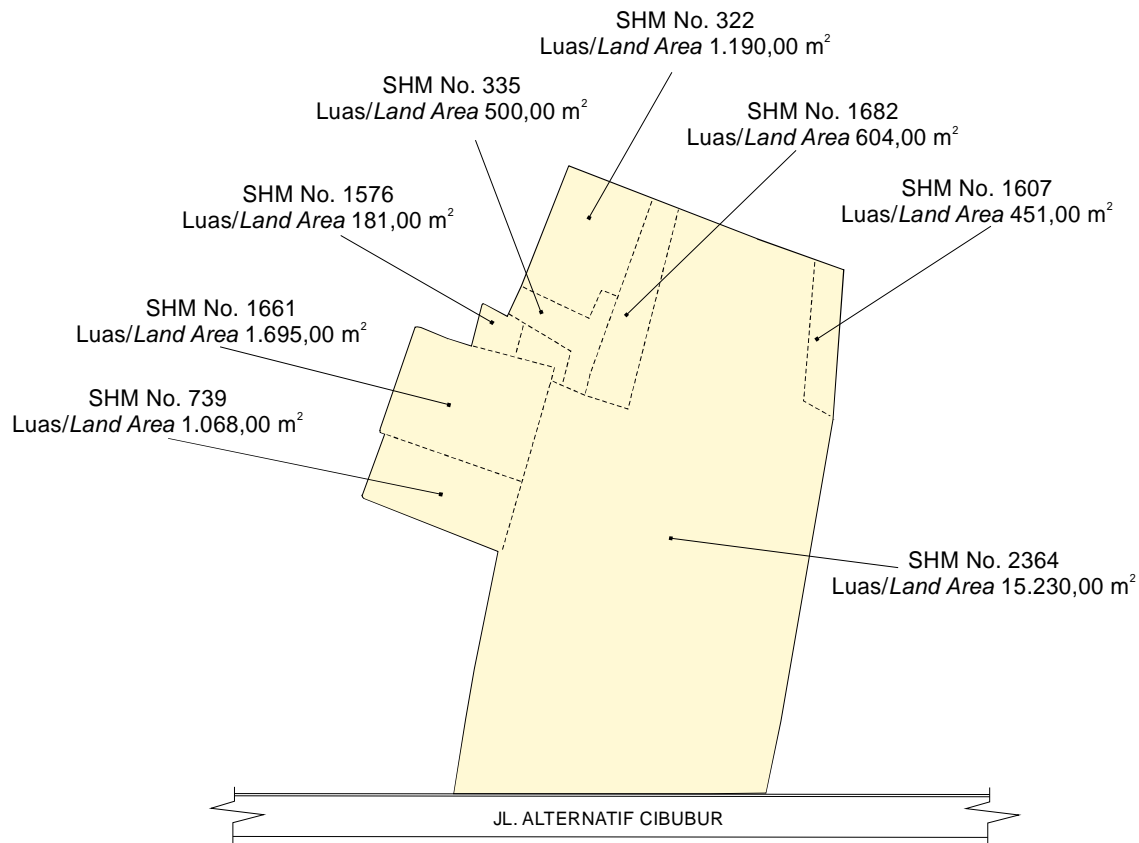 SHM No. 322
Luas/Land Area 1.190,00 m²
SHM No. 335
Luas/Land Area 500,00 m²
SHM No. 1682
Luas/Land Area 604,00 m²
SHM No. 1576
Luas/Land Area 181,00 m²
SHM No. 1607
Luas/Land Area 451,00 m²
SHM No. 1661
Luas/Land Area 1.695,00 m²
SHM No. 739
Luas/Land Area 1.068,00 m²
SHM No. 2364
Luas/Land Area 15.230,00 m²
JL. ALTERNATIF CIBUBUR